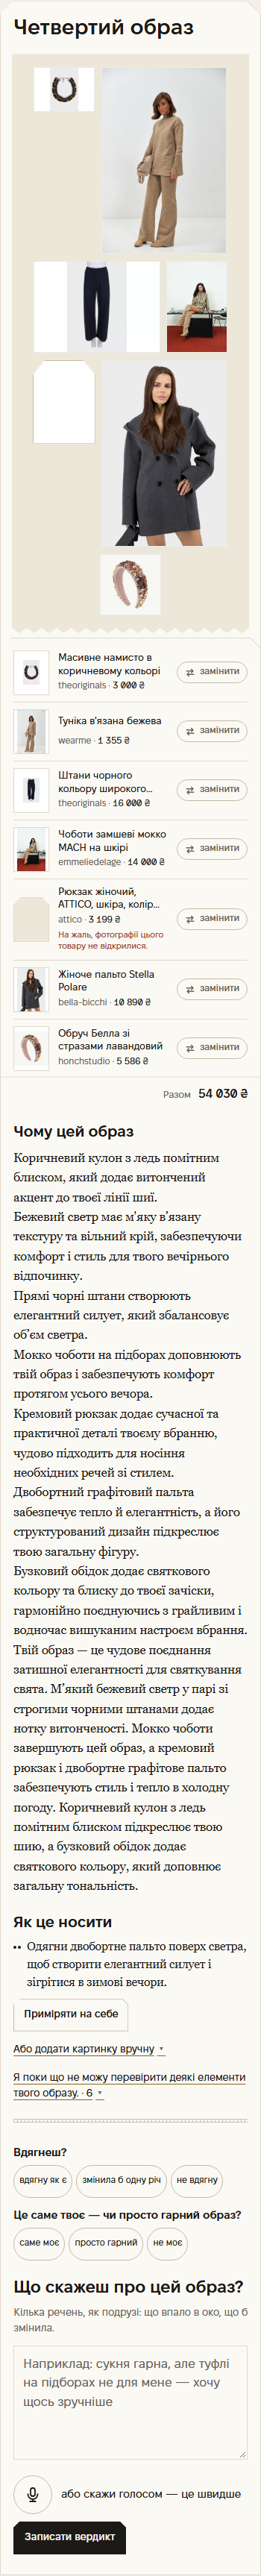 Четвертий образ
Масивне намисто в
коричневому кольорі
theoriginals · 3 000 ₴
замінити
Туніка в'язана бежева
wearme · 1 355 ₴
замінити
Штани чорного
кольору широкого...
theoriginals · 16 000 ₴
замінити
Чоботи замшеві мокко
MACH на шкірі
emmeliedelage · 14 000 ₴
замінити
Рюкзак жіночий,
ATTICO, шкіра, колір...
attico · 3 199 ₴
На жаль, фотографії цього
товару не відкрилися.
замінити
Жіноче пальто Stella
Polare
bella-bicchi · 10 890 ₴
замінити
Обруч Белла зі
стразами лавандовий
honchstudio · 5 586 ₴
замінити
Разом 54 030 ₴
Чому цей образ
Коричневий кулон з ледь помітним
блиском, який додає витончений
акцент до твоєї лінії шиї.
Бежевий светр має м'яку в'язану
текстуру та вільний крій, забезпечуючи
комфорт і стиль для твого вечірнього
відпочинку.
Прямі чорні штани створюють
елегантний силует, який збалансовує
об'єм светра.
Мокко чоботи на підборах доповнюють
твій образ і забезпечують комфорт
протягом усього вечора.
Кремовий рюкзак додає сучасної та
практичної деталі твоєму вбранню,
чудово підходить для носіння
необхідних речей зі стилем.
Двобортний графітовий пальта
забезпечує тепло й елегантність, а його
структурований дизайн підкреслює
твою загальну фігуру.
Бузковий обідок додає святкового
кольору та блиску до твоєї зачіски,
гармонійно поєднуючись з грайливим і
водночас вишуканим настроєм вбрання.
Твій образ — це чудове поєднання
затишної елегантності для святкування
свята. М'який бежевий светр у парі зі
строгими чорними штанами додає
нотку витонченості. Мокко чоботи
завершують цей образ, а кремовий
рюкзак і двобортне графітове пальто
забезпечують стиль і тепло в холодну
погоду. Коричневий кулон з ледь
помітним блиском підкреслює твою
шию, а бузковий обідок додає
святкового кольору, який доповнює
загальну тональність.
Як це носити
Одягни двобортне пальто поверх светра,
щоб створити елегантний силует і
зігрітися в зимові вечори.
Приміряти на себе
Або додати картинку вручну
Я поки що не можу перевірити деякі елементи
твого образу. · 6
Вдягнеш?
вдягну як є
змінила б одну річ
не вдягну
Це саме твоє — чи просто гарний образ?
саме моє
просто гарний
не моє
Що скажеш про цей образ?
Кілька речень, як подрузі: що впало в око, що б
змінила.
Наприклад: сукня гарна, але туфлі
на підборах не для мене — хочу
щось зручніше
або скажи голосом — це швидше
Записати вердикт